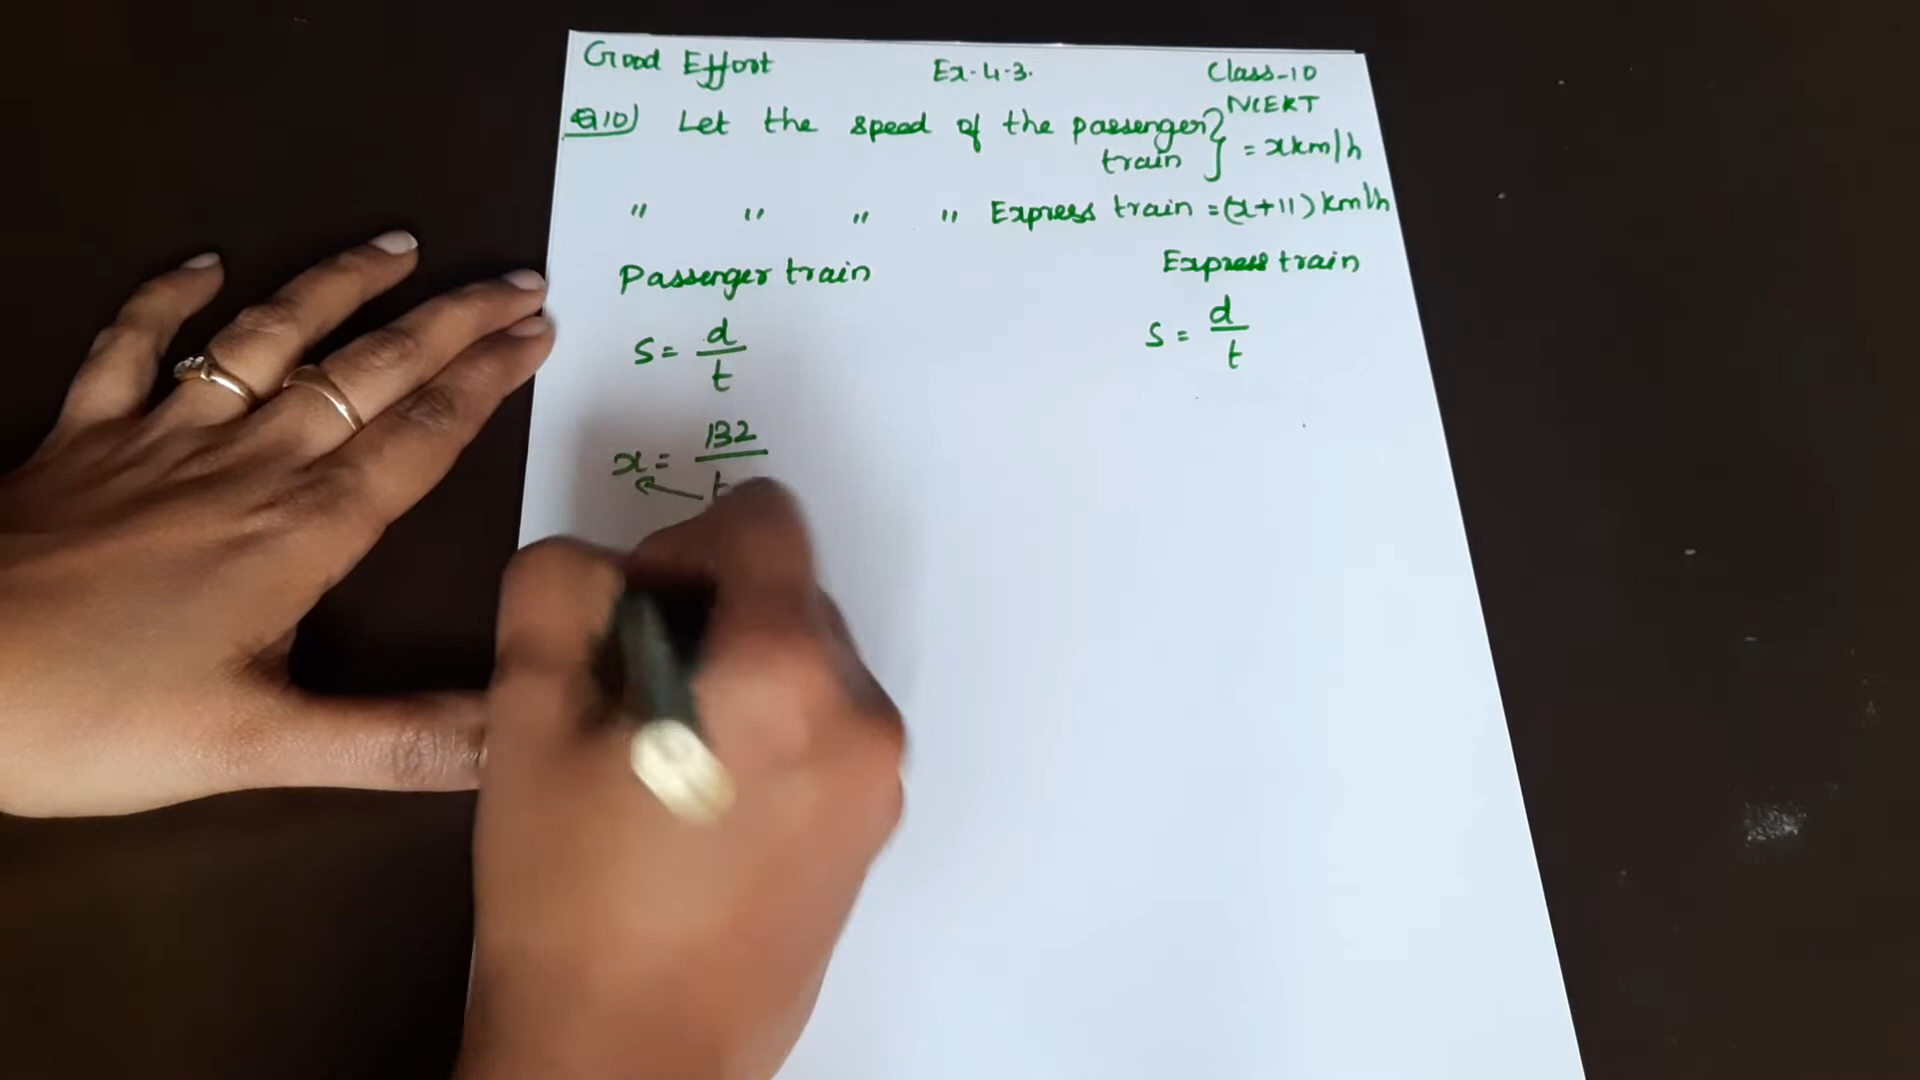 Good Effort Ex-4.3. Class-10
NCERT
Q10) Let the speed of the passenger
train } = x km/h
" " " " Express train = (x+11) km/h
Passenger train Express train
S = d/t S = d/t
x = 132/t